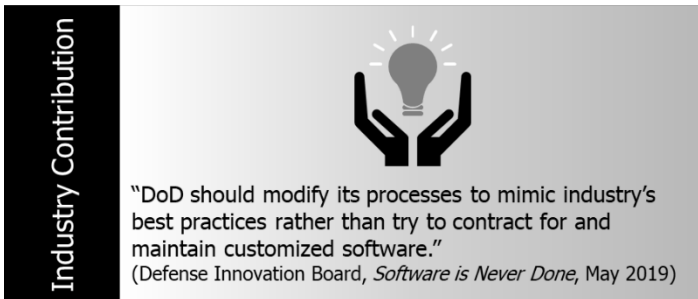 Industry Contribution
“DoD should modify its processes to mimic industry’s
best practices rather than try to contract for and
maintain customized software.”
(Defense Innovation Board, Software is Never Done, May 2019)